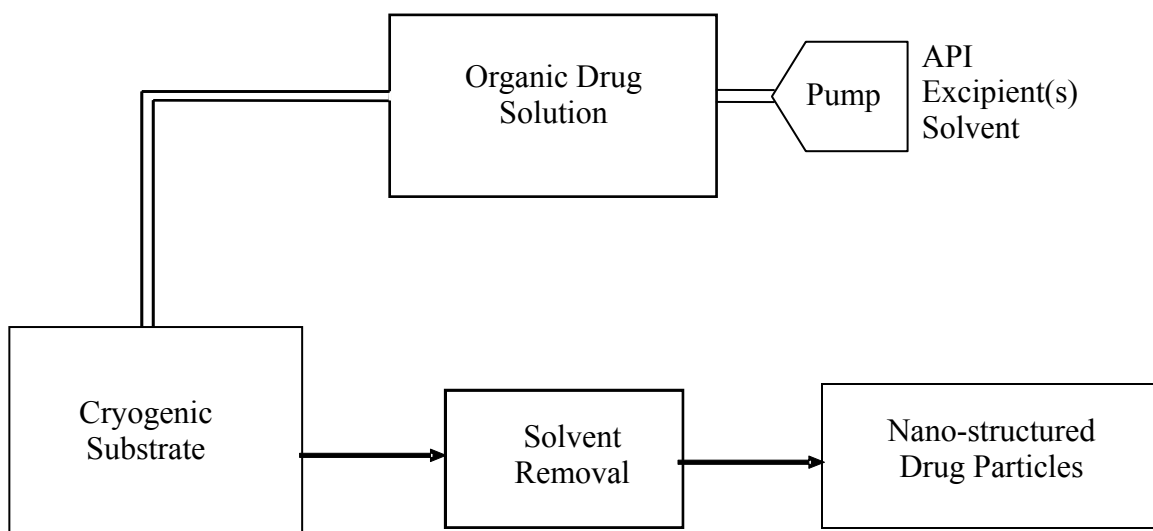 Organic Drug
Solution
Pump
API
Excipient(s)
Solvent
Cryogenic
Substrate
Solvent
Removal
Nano-structured
Drug Particles